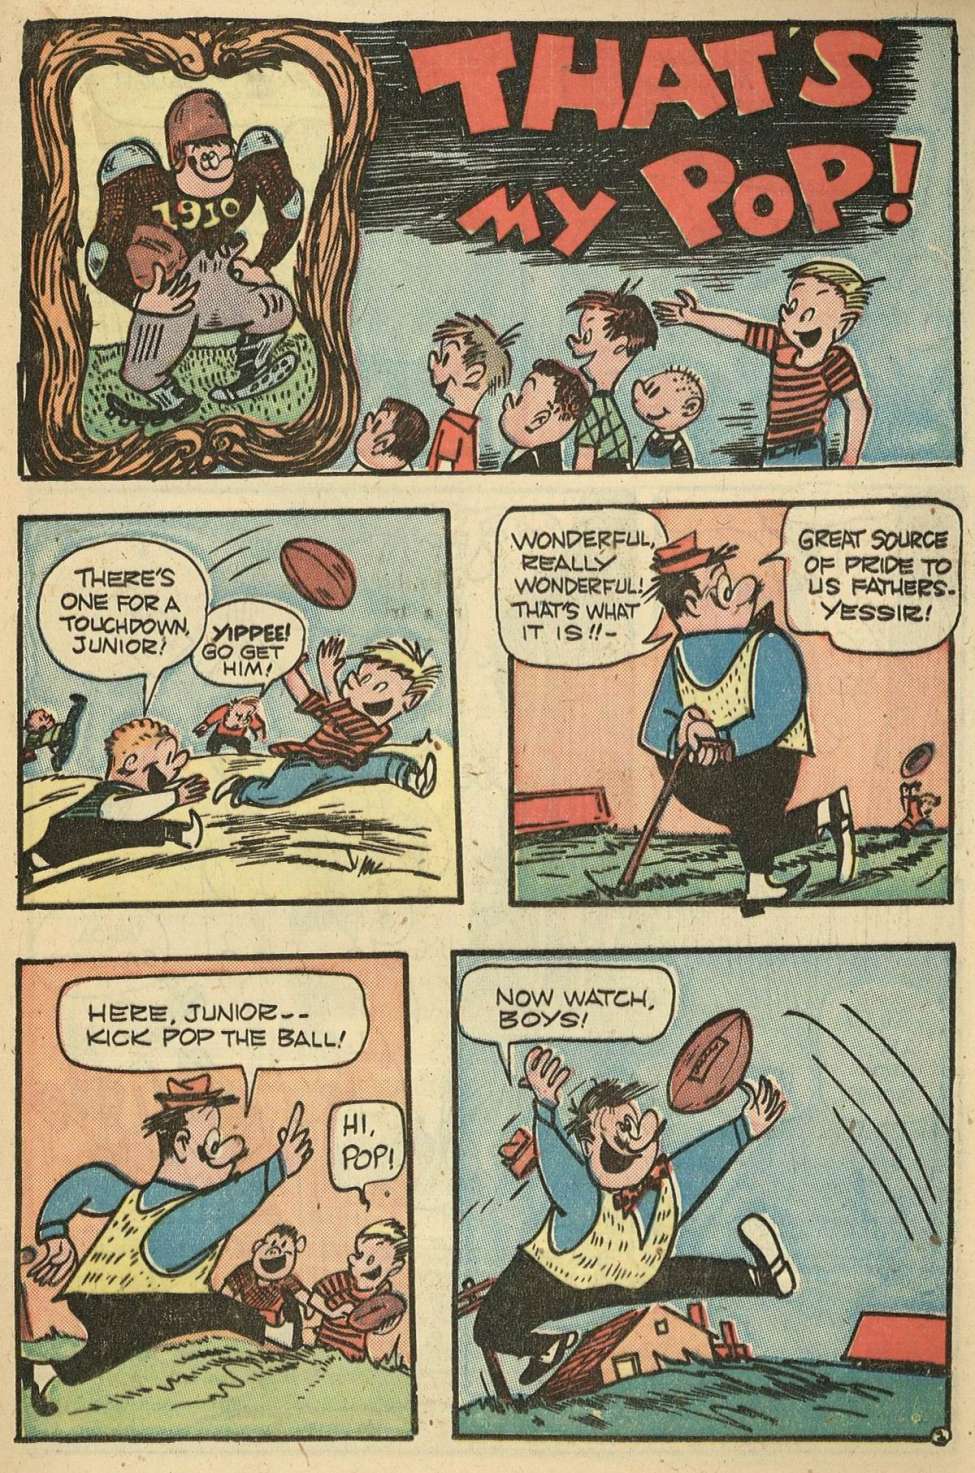 THAT'S
MY POP!
1910
THERE'S
ONE FOR A
TOUCHDOWN,
JUNIOR!
YIPPEE!
GO GET
HIM!
WONDERFUL,
REALLY
WONDERFUL!
THAT'S WHAT
IT IS!!-
GREAT SOURCE
OF PRIDE TO
US FATHERS-
YESSIR!
HERE, JUNIOR--
KICK POP THE BALL!
HI,
POP!
NOW WATCH,
BOYS!
1